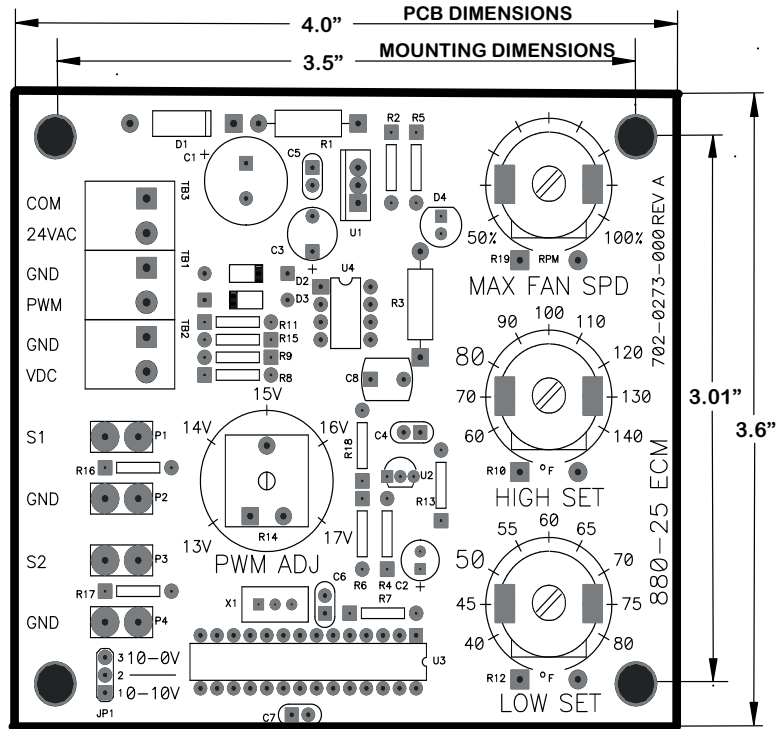 4.0” PCB DIMENSIONS
3.5” MOUNTING DIMENSIONS
D1
R1
R2 R5
C1 +
C5
U1
D4
C3 +
COM
24VAC
TB3
GND
PWM
TB1
GND
VDC
TB2
D2
D3
U4
R3
R11
R15
R9
R8
C8
50% 100%
R19 RPM
MAX FAN SPD
702-0273-000 REV A
60 70 80 90 100 110 120 130 140
R10 °F
HIGH SET
3.01”
3.6”
S1
P1
R16
GND
P2
S2
P3
R17
GND
P4
13V 14V 15V 16V 17V
R14
PWM ADJ
R18
C4
U2
R13
R6 R4 C2 +
R7
C6
X1
40 45 50 55 60 65 70 75 80
R12 °F
LOW SET
880-25 ECM
U3
3 10-0V
2
1 0-10V
JP1
C7